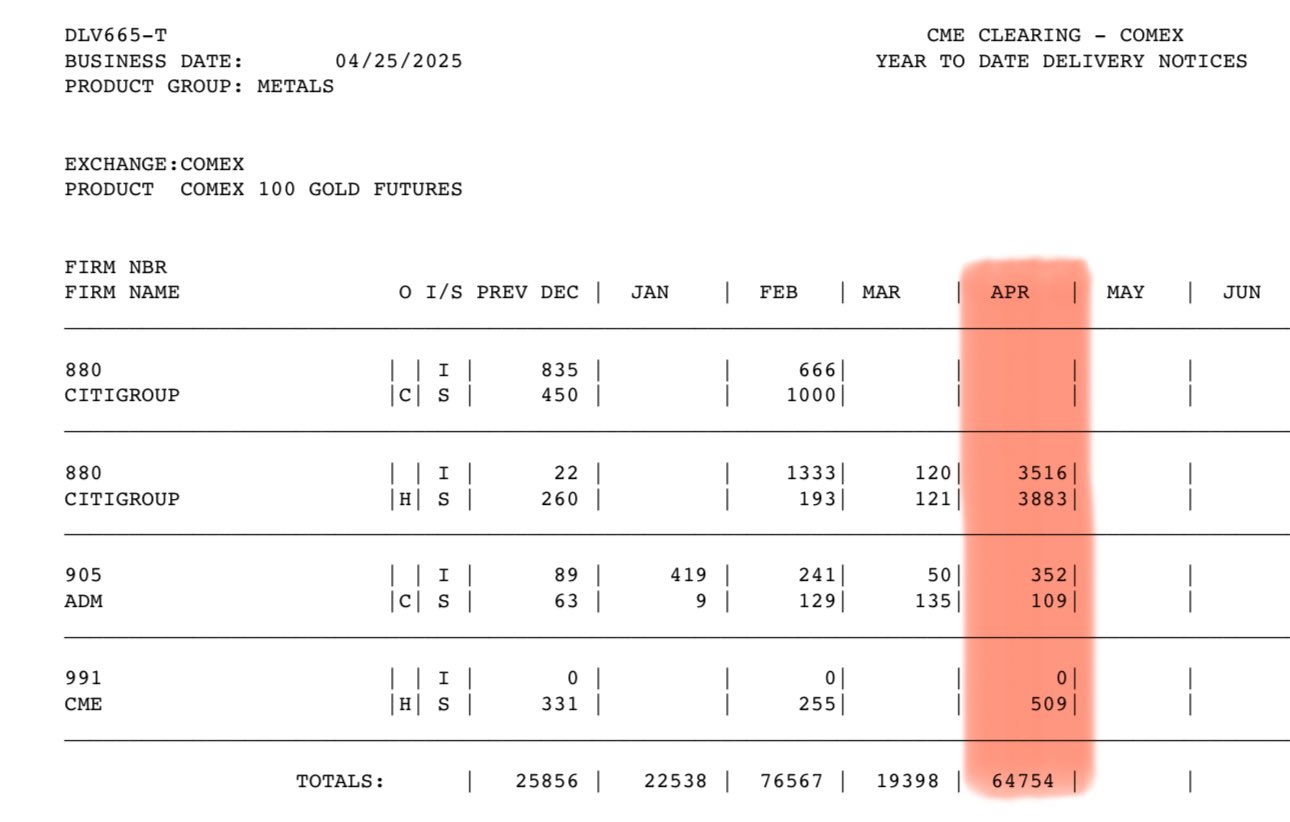 DLV665-T CME CLEARING - COMEX
BUSINESS DATE: 04/25/2025 YEAR TO DATE DELIVERY NOTICES
PRODUCT GROUP: METALS
EXCHANGE:COMEX
PRODUCT COMEX 100 GOLD FUTURES
FIRM NBR
FIRM NAME O I/S PREV DEC | JAN | FEB | MAR | APR | MAY | JUN
880 | | I | 835 | | 666| | | |
CITIGROUP |C| S | 450 | | 1000| | | |
880 | | I | 22 | | 1333| 120| 3516| |
CITIGROUP |H| S | 260 | | 193| 121| 3883| |
905 | | I | 89 | 419 | 241| 50| 352| |
ADM |C| S | 63 | 9 | 129| 135| 109| |
991 | | I | 0 | | 0| | 0| |
CME |H| S | 331 | | 255| | 509| |
TOTALS: | 25856 | 22538 | 76567 | 19398 | 64754 | |